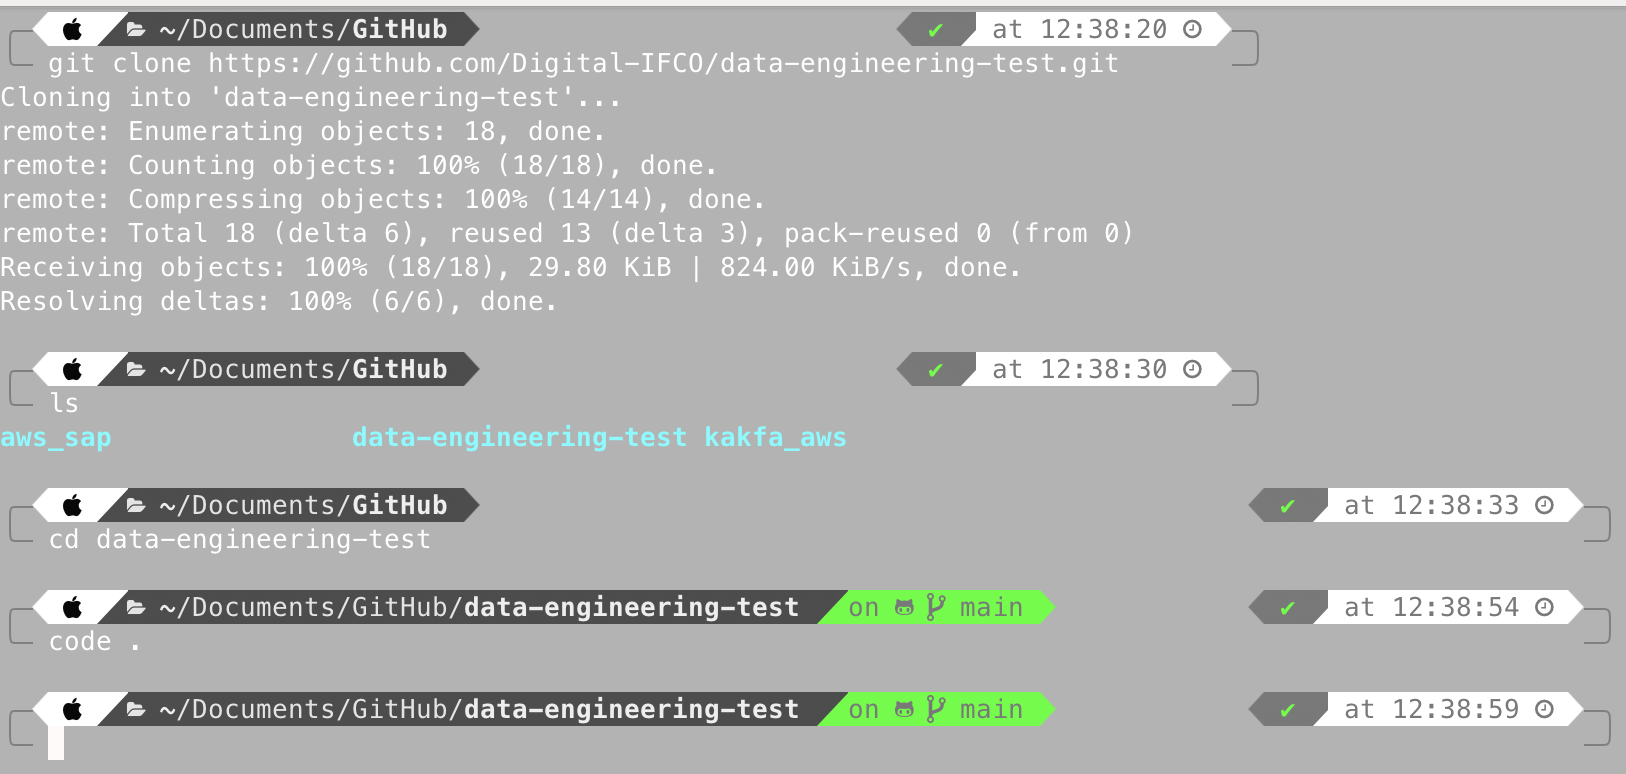 ~/Documents/GitHub ✔ at 12:38:20
git clone https://github.com/Digital-IFCO/data-engineering-test.git
Cloning into 'data-engineering-test'...
remote: Enumerating objects: 18, done.
remote: Counting objects: 100% (18/18), done.
remote: Compressing objects: 100% (14/14), done.
remote: Total 18 (delta 6), reused 13 (delta 3), pack-reused 0 (from 0)
Receiving objects: 100% (18/18), 29.80 KiB | 824.00 KiB/s, done.
Resolving deltas: 100% (6/6), done.
~/Documents/GitHub ✔ at 12:38:30
ls
aws_sap data-engineering-test kakfa_aws
~/Documents/GitHub ✔ at 12:38:33
cd data-engineering-test
~/Documents/GitHub/data-engineering-test on main ✔ at 12:38:54
code .
~/Documents/GitHub/data-engineering-test on main ✔ at 12:38:59